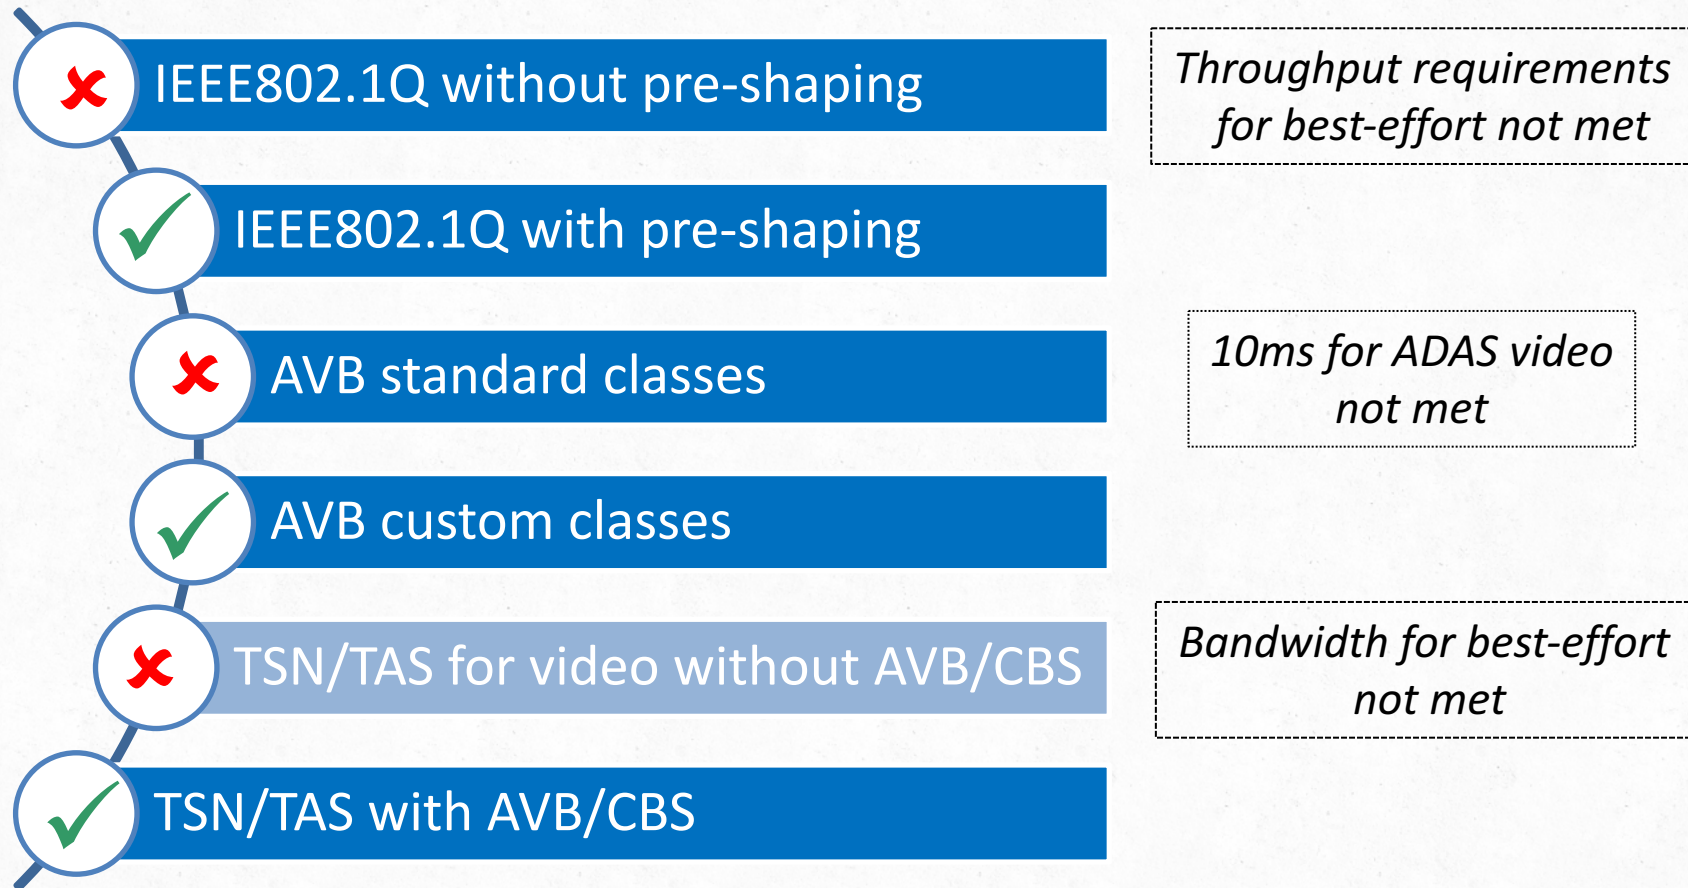 IEEE802.1Q without pre-shaping
Throughput requirements
for best-effort not met
IEEE802.1Q with pre-shaping
AVB standard classes
10ms for ADAS video
not met
AVB custom classes
TSN/TAS for video without AVB/CBS
Bandwidth for best-effort
not met
TSN/TAS with AVB/CBS